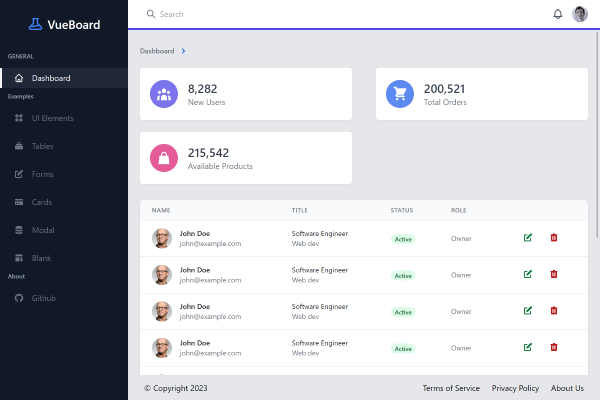 VueBoard
GENERAL
Dashboard
Examples
UI Elements
Tables
Forms
Cards
Modal
Blank
About
Github
Search
Dashboard
8,282
New Users
200,521
Total Orders
215,542
Available Products
NAME TITLE STATUS ROLE
John Doe Software Engineer
john@example.com Web dev Active Owner
John Doe Software Engineer
john@example.com Web dev Active Owner
John Doe Software Engineer
john@example.com Web dev Active Owner
John Doe Software Engineer
john@example.com Web dev Active Owner
© Copyright 2023 Terms of Service Privacy Policy About Us